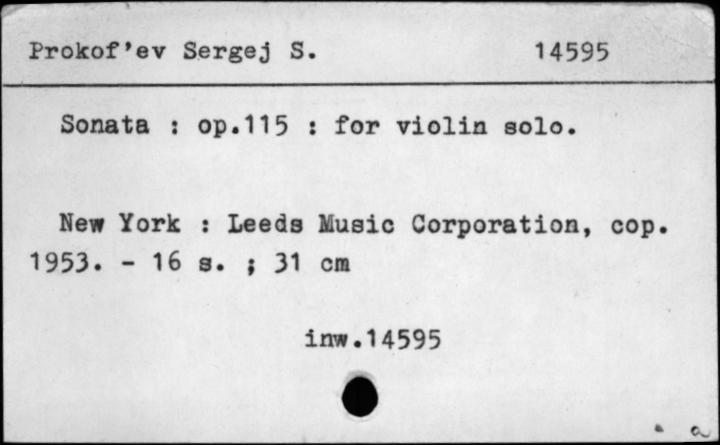 Prokof'ev Sergej S. 14595
Sonata : op.115 : for violin solo.
New York : Leeds Music Corporation, cop.
1953. - 16 s. ; 31 cm
inw.14595
a